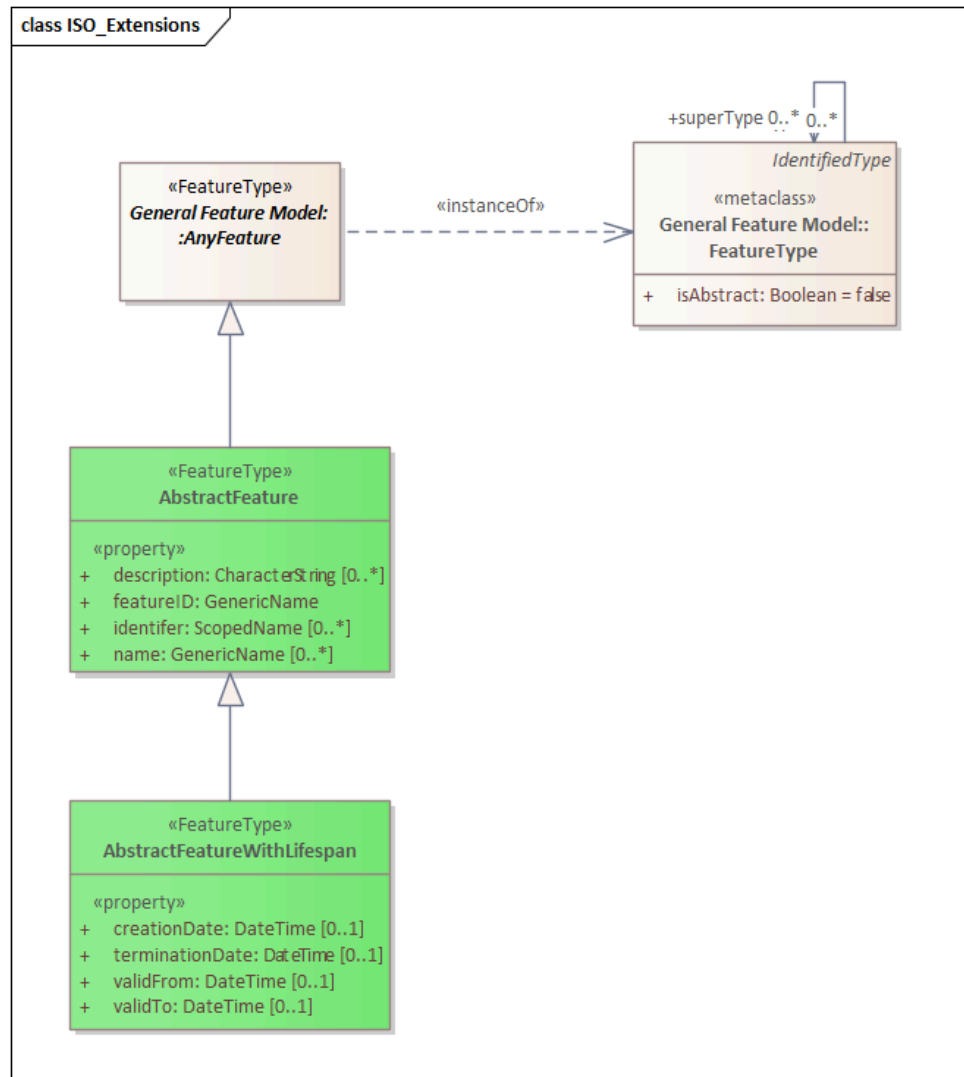 class ISO_Extensions
+superType 0..* 0..*
IdentifiedType
«metaclass»
General Feature Model::
FeatureType
+ isAbstract: Boolean = false
«instanceOf»
«FeatureType»
General Feature Model:
:AnyFeature
«FeatureType»
AbstractFeature
«property»
+ description: CharacterString [0..*]
+ featureID: GenericName
+ identifer: ScopedName [0..*]
+ name: GenericName [0..*]
«FeatureType»
AbstractFeatureWithLifespan
«property»
+ creationDate: DateTime [0..1]
+ terminationDate: DateTime [0..1]
+ validFrom: DateTime [0..1]
+ validTo: DateTime [0..1]